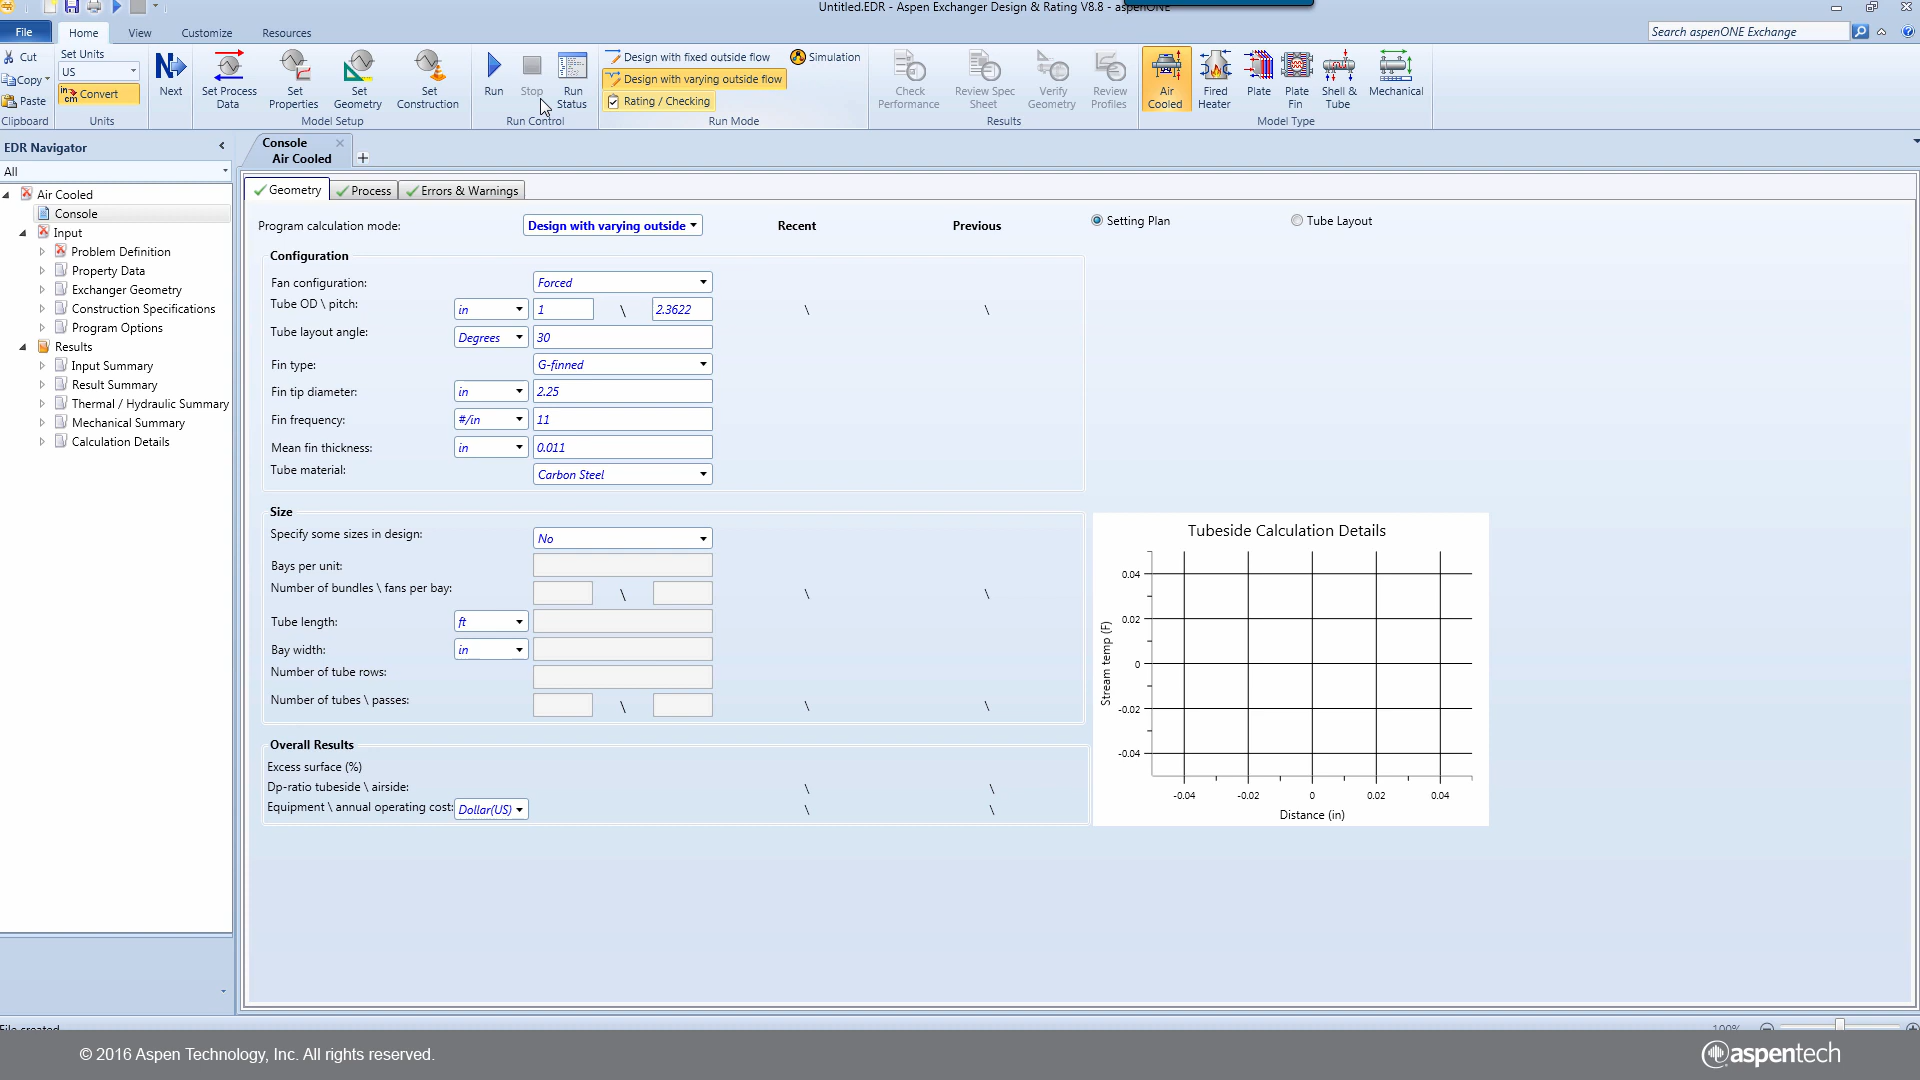 Untitled.EDR - Aspen Exchanger Design & Rating V8.8 - aspenONE
File Home View Customize Resources
Search aspenONE Exchange
Cut
Copy
Paste
Clipboard
Set Units
US
Convert
Units
Next
Set Process Data
Set Properties
Set Geometry
Set Construction
Model Setup
Run
Stop
Run Status
Run Control
Design with fixed outside flow
Design with varying outside flow
Rating / Checking
Simulation
Run Mode
Check Performance
Review Spec Sheet
Verify Geometry
Review Profiles
Results
Air Cooled
Fired Heater
Plate
Plate Fin
Shell & Tube
Mechanical
Model Type
EDR Navigator
All
Air Cooled
Console
Input
Problem Definition
Property Data
Exchanger Geometry
Construction Specifications
Program Options
Results
Input Summary
Result Summary
Thermal / Hydraulic Summary
Mechanical Summary
Calculation Details
Console
Air Cooled
Geometry Process Errors & Warnings
Program calculation mode: Design with varying outside Recent Previous
Setting Plan Tube Layout
Configuration
Fan configuration: Forced
Tube OD \ pitch: in 1 \ 2.3622 \ \
Tube layout angle: Degrees 30
Fin type: G-finned
Fin tip diameter: in 2.25
Fin frequency: #/in 11
Mean fin thickness: in 0.011
Tube material: Carbon Steel
Size
Specify some sizes in design: No
Bays per unit:
Number of bundles \ fans per bay: \ \ \
Tube length: ft
Bay width: in
Number of tube rows:
Number of tubes \ passes: \ \ \
Overall Results
Excess surface (%)
Dp-ratio tubeside \ airside: \ \
Equipment \ annual operating cost: Dollar(US) \ \
Tubeside Calculation Details
Stream temp (F)
0.04
0.02
0
-0.02
-0.04
-0.04 -0.02 0 0.02 0.04
Distance (in)
File created
100%
© 2016 Aspen Technology, Inc. All rights reserved.
aspentech